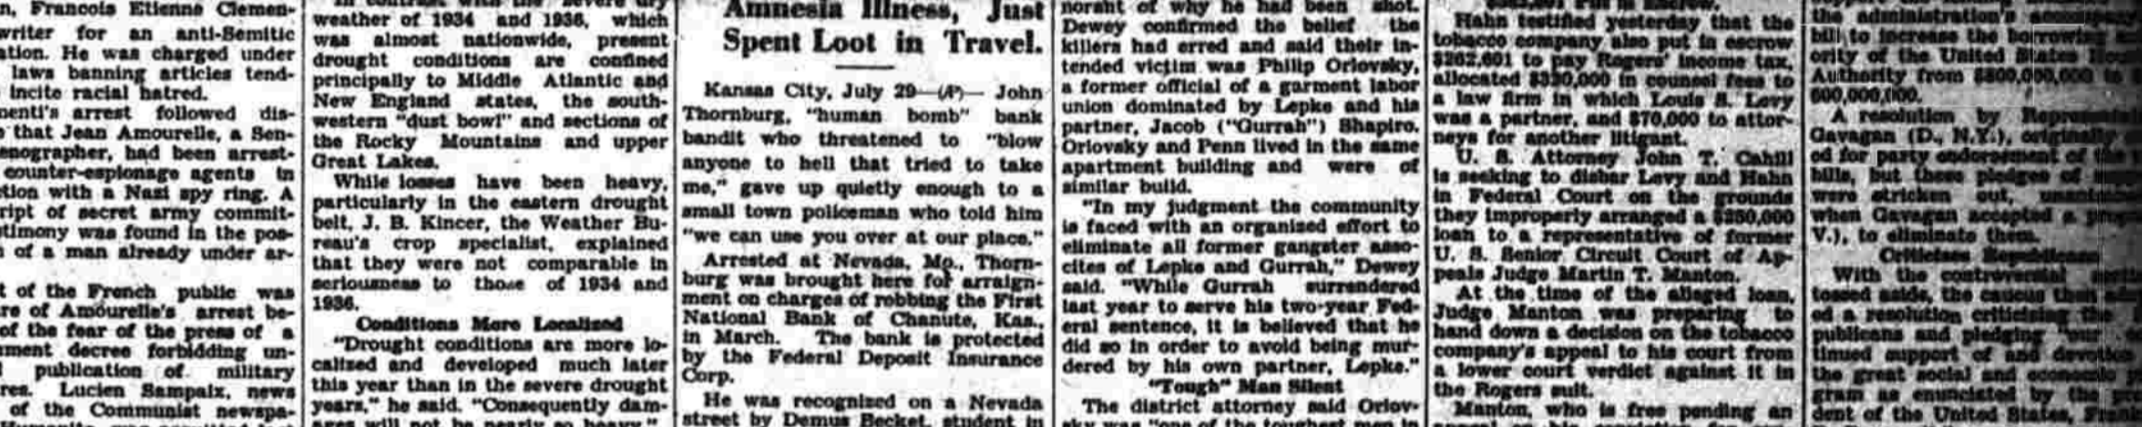 n, Francois Etienne Clemen-
writer for an anti-Semitic
ation. He was charged under
laws banning articles tend-
incite racial hatred.
nenti's arrest followed dis-
that Jean Amourelle, a Sen-
enographer, had been arrest-
counter-espionage agents in
tion with a Nazi spy ring. A
ript of secret army commit-
stimony was found in the pos-
of a man already under ar-
t of the French public was
re of Amourelle's arrest be-
of the fear of the press of a
ment decree forbidding un-
publication of military
res. Lucien Sampaix, news
of the Communist newspa-
weather of 1934 and 1936, which
was almost nationwide, present
drought conditions are confined
principally to Middle Atlantic and
New England states, the south-
western "dust bowl" and sections of
the Rocky Mountains and upper
Great Lakes.
While losses have been heavy,
particularly in the eastern drought
belt, J. B. Kincer, the Weather Bu-
reau's crop specialist, explained
that they were not comparable in
seriousness to those of 1934 and
1936.
Conditions More Localized
"Drought conditions are more lo-
calized and developed much later
this year than in the severe drought
years," he said. "Consequently dam-
ages will not be nearly so heavy."
Amnesia Illness, Just
Spent Loot in Travel.
Kansas City, July 29—(AP)— John
Thornburg, "human bomb" bank
bandit who threatened to "blow
anyone to hell that tried to take
me," gave up quietly enough to a
small town policeman who told him
"we can use you over at our place."
Arrested at Nevada, Mo., Thorn-
burg was brought here for arraign-
ment on charges of robbing the First
National Bank of Chanute, Kas.,
in March. The bank is protected
by the Federal Deposit Insurance
Corp.
He was recognized on a Nevada
street by Demus Becket, student in
norant of why he had been shot.
Dewey confirmed the belief the
killers had erred and said their in-
tended victim was Philip Orlovsky,
a former official of a garment labor
union dominated by Lepke and his
partner, Jacob ("Gurrah") Shapiro.
Orlovsky and Penn lived in the same
apartment building and were of
similar build.
"In my judgment the community
is faced with an organized effort to
eliminate all former gangster asso-
cites of Lepke and Gurrah," Dewey
said. "While Gurrah surrendered
last year to serve his two-year Fed-
eral sentence, it is believed that he
did so in order to avoid being mur-
dered by his own partner, Lepke."
"Tough" Man Silent
The district attorney said Orlov-
sky was "one of the toughest men in
Hahn testified yesterday that the
tobacco company also put in escrow
$262,601 to pay Rogers' income tax,
allocated $320,000 in counsel fees to
a law firm in which Louis S. Levy
was a partner, and $70,000 to attor-
neys for another litigant.
U. S. Attorney John T. Cahill
is seeking to disbar Levy and Hahn
in Federal Court on the grounds
they improperly arranged a $250,000
loan to a representative of former
U. S. Senior Circuit Court of Ap-
peals Judge Martin T. Manton.
At the time of the alleged loan,
Judge Manton was preparing to
hand down a decision on the tobacco
company's appeal to his court from
a lower court verdict against it in
the Rogers suit.
Manton, who is free pending an
the administration's
bill to increase the borrowing
ority of the United States
Authority from $800,000,000 to
600,000,000.
A resolution by
Gavagan (D., N.Y.), originally
ed for party endorsement of the
bills, but these pledges of
were stricken out,
when Gavagan accepted a
V.), to eliminate them.
Criticizes Republicans
With the controversial
tossed aside, the caucus then
ed a resolution criticizing the
publicans and pledging "our
tinued support of and devotion
the great social and economic
gram as enunciated by the
dent of the United States,